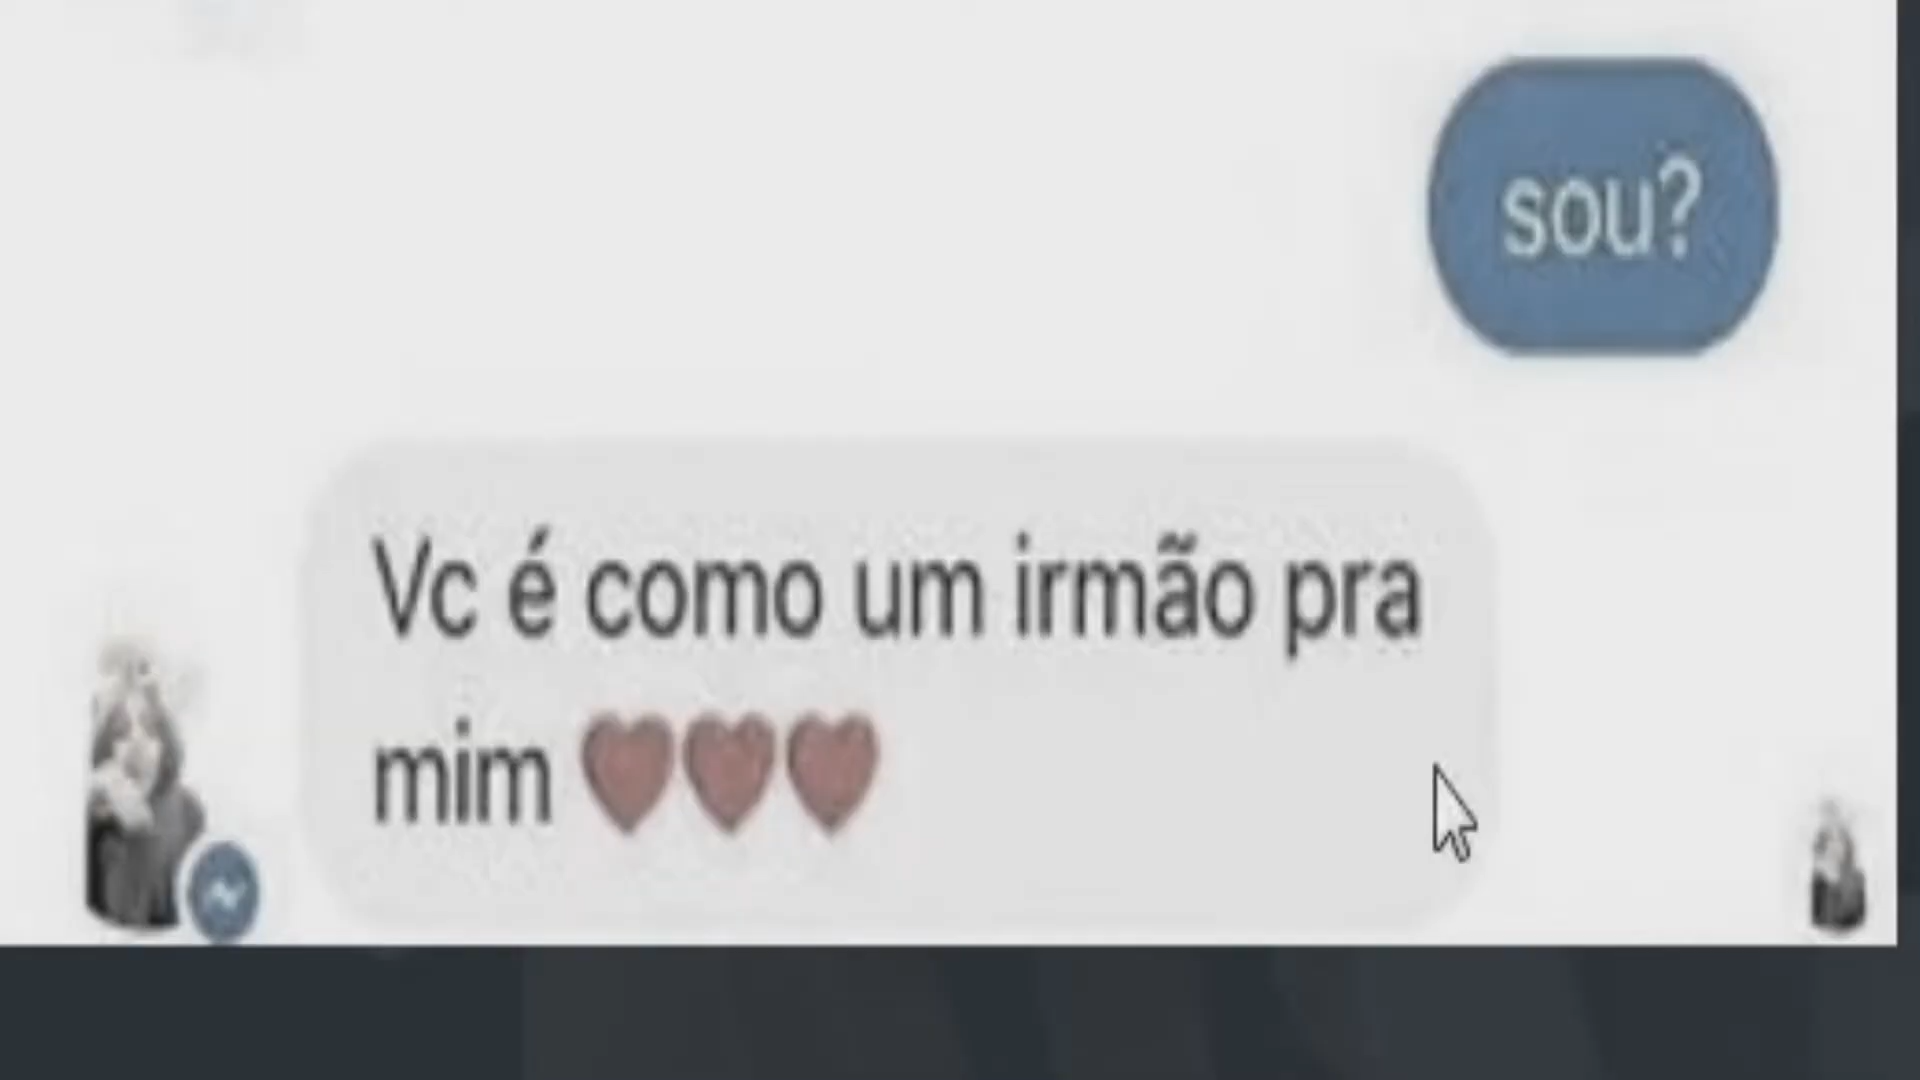 sou?
Vc é como um irmão pra
mim ❤❤❤